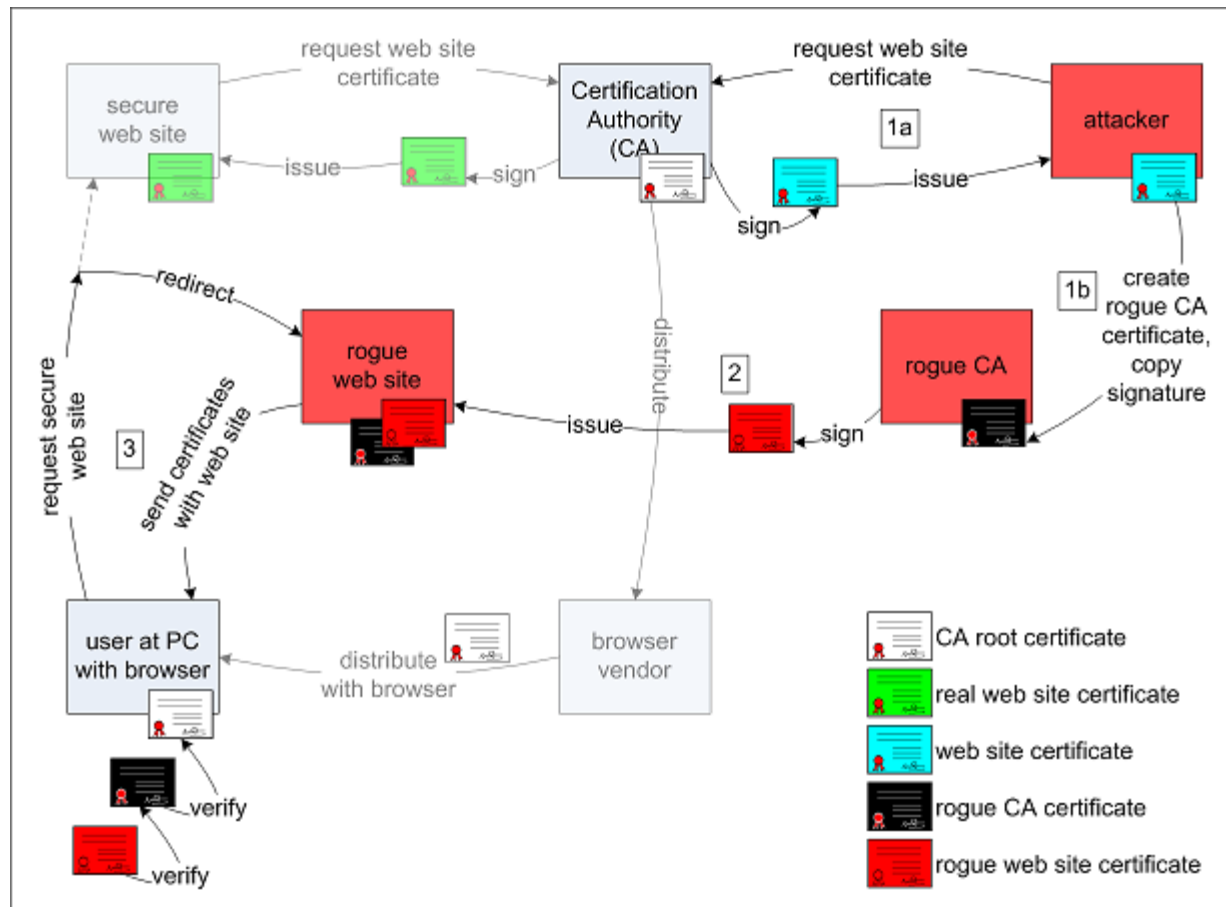 request web site
certificate
request web site
certificate
secure
web site
Certification
Authority
(CA)
attacker
1a
issue
sign
issue
sign
redirect
1b
create
rogue CA
certificate,
copy
signature
distribute
rogue
web site
rogue CA
2
issue
sign
request secure
web site
3
send certificates
with web site
user at PC
with browser
distribute
with browser
browser
vendor
CA root certificate
real web site certificate
web site certificate
rogue CA certificate
rogue web site certificate
verify
verify